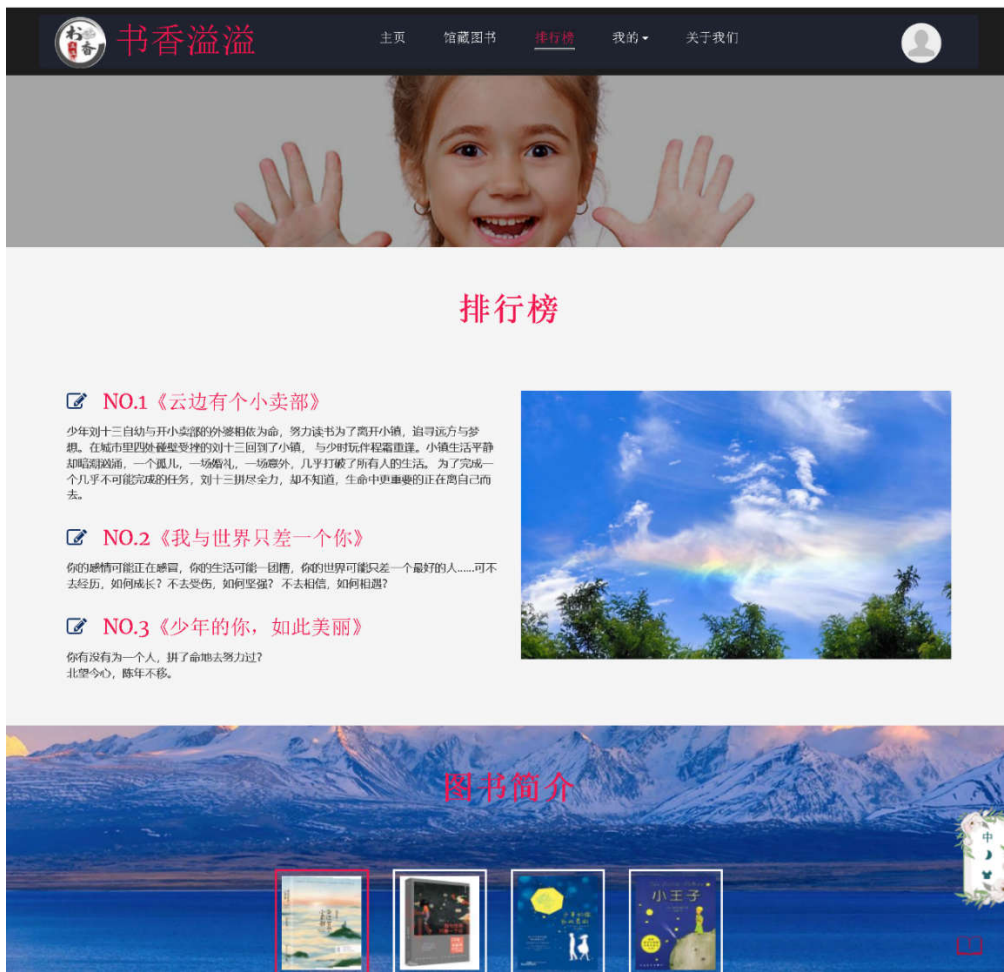 书香
书香溢溢
主页 馆藏图书 排行榜 我的 关于我们
排行榜
NO.1《云边有个小卖部》
少年刘十三自幼与开小卖部的外婆相依为命，努力读书为了离开小镇，追寻远方与梦
想。在城市里四处碰壁受挫的刘十三回到了小镇，与少时玩伴程霜重逢。小镇生活平静
却暗潮汹涌，一个孤儿，一场婚礼，一场意外，几乎打破了所有人的生活。为了完成一
个几乎不可能完成的任务，刘十三拼尽全力，却不知道，生命中更重要的正在离自己而
去。
NO.2《我与世界只差一个你》
你的感情可能正在感冒，你的生活可能一团糟，你的世界可能只差一个最好的人......可不
去经历，如何成长？不去受伤，如何坚强？ 不去相信，如何相遇？
NO.3《少年的你，如此美丽》
你有没有为一个人，拼了命地去努力过？
北望今心，陈年不移。
图书简介
中
小王子